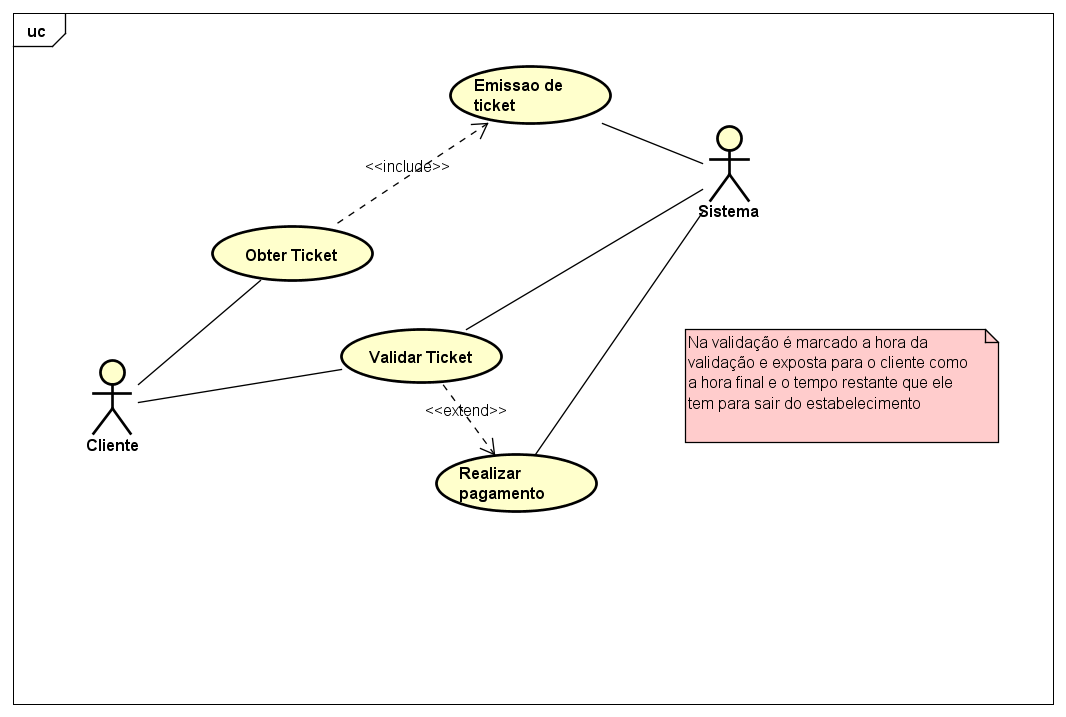 uc
Emissao de
ticket
<<include>>
Sistema
Obter Ticket
Validar Ticket
Na validação é marcado a hora da
validação e exposta para o cliente como
a hora final e o tempo restante que ele
tem para sair do estabelecimento
<<extend>>
Cliente
Realizar
pagamento